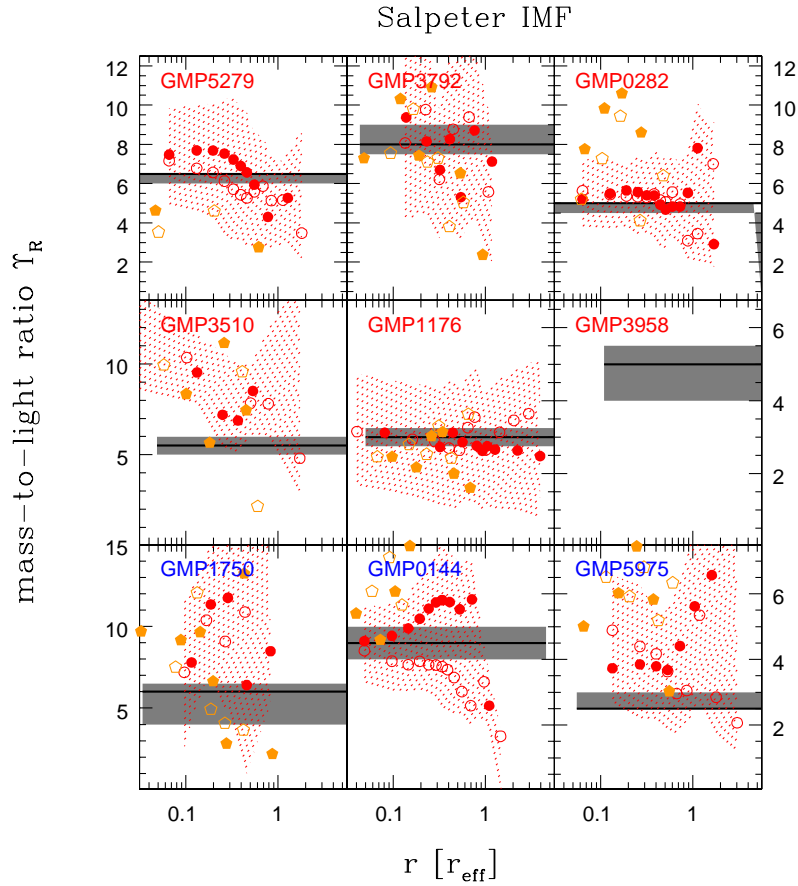 Salpeter IMF
mass-to-light ratio Υ_R
12
10
8
6
4
2
GMP5279
GMP3792
GMP0282
12
10
8
6
4
2
10
5
GMP3510
GMP1176
GMP3958
6
4
2
15
10
5
GMP1750
GMP0144
GMP5975
6
4
2
0.1 1
0.1 1
0.1 1
r [r_eff]